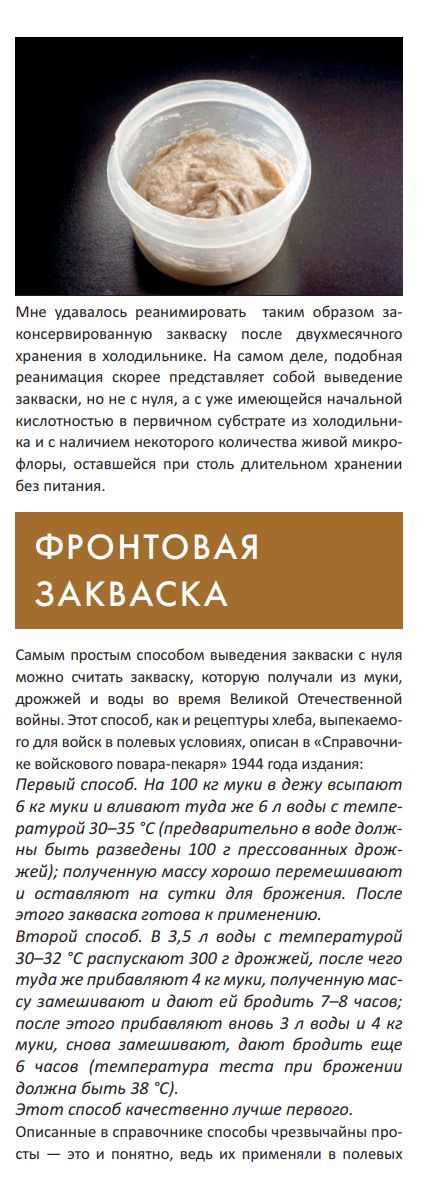 Мне удавалось реанимировать таким образом за-
консервированную закваску после двухмесячного
хранения в холодильнике. На самом деле, подобная
реанимация скорее представляет собой выведение
закваски, но не с нуля, а с уже имеющейся начальной
кислотностью в первичном субстрате из холодильни-
ка и с наличием некоторого количества живой микро-
флоры, оставшейся при столь длительном хранении
без питания.
ФРОНТОВАЯ
ЗАКВАСКА
Самым простым способом выведения закваски с нуля
можно считать закваску, которую получали из муки,
дрожжей и воды во время Великой Отечественной
войны. Этот способ, как и рецептуры хлеба, выпекаемо-
го для войск в полевых условиях, описан в «Справочни-
ке войскового повара-пекаря» 1944 года издания:
Первый способ. На 100 кг муки в дежу всыпают
6 кг муки и вливают туда же 6 л воды с темпе-
ратурой 30–35 °С (предварительно в воде долж-
ны быть разведены 100 г прессованных дрож-
жей); полученную массу хорошо перемешивают
и оставляют на сутки для брожения. После
этого закваска готова к применению.
Второй способ. В 3,5 л воды с температурой
30–32 °С распускают 300 г дрожжей, после чего
туда же прибавляют 4 кг муки, полученную мас-
су замешивают и дают ей бродить 7–8 часов;
после этого прибавляют вновь 3 л воды и 4 кг
муки, снова замешивают, дают бродить еще
6 часов (температура теста при брожении
должна быть 38 °С).
Этот способ качественно лучше первого.
Описанные в справочнике способы чрезвычайны про-
сты — это и понятно, ведь их применяли в полевых